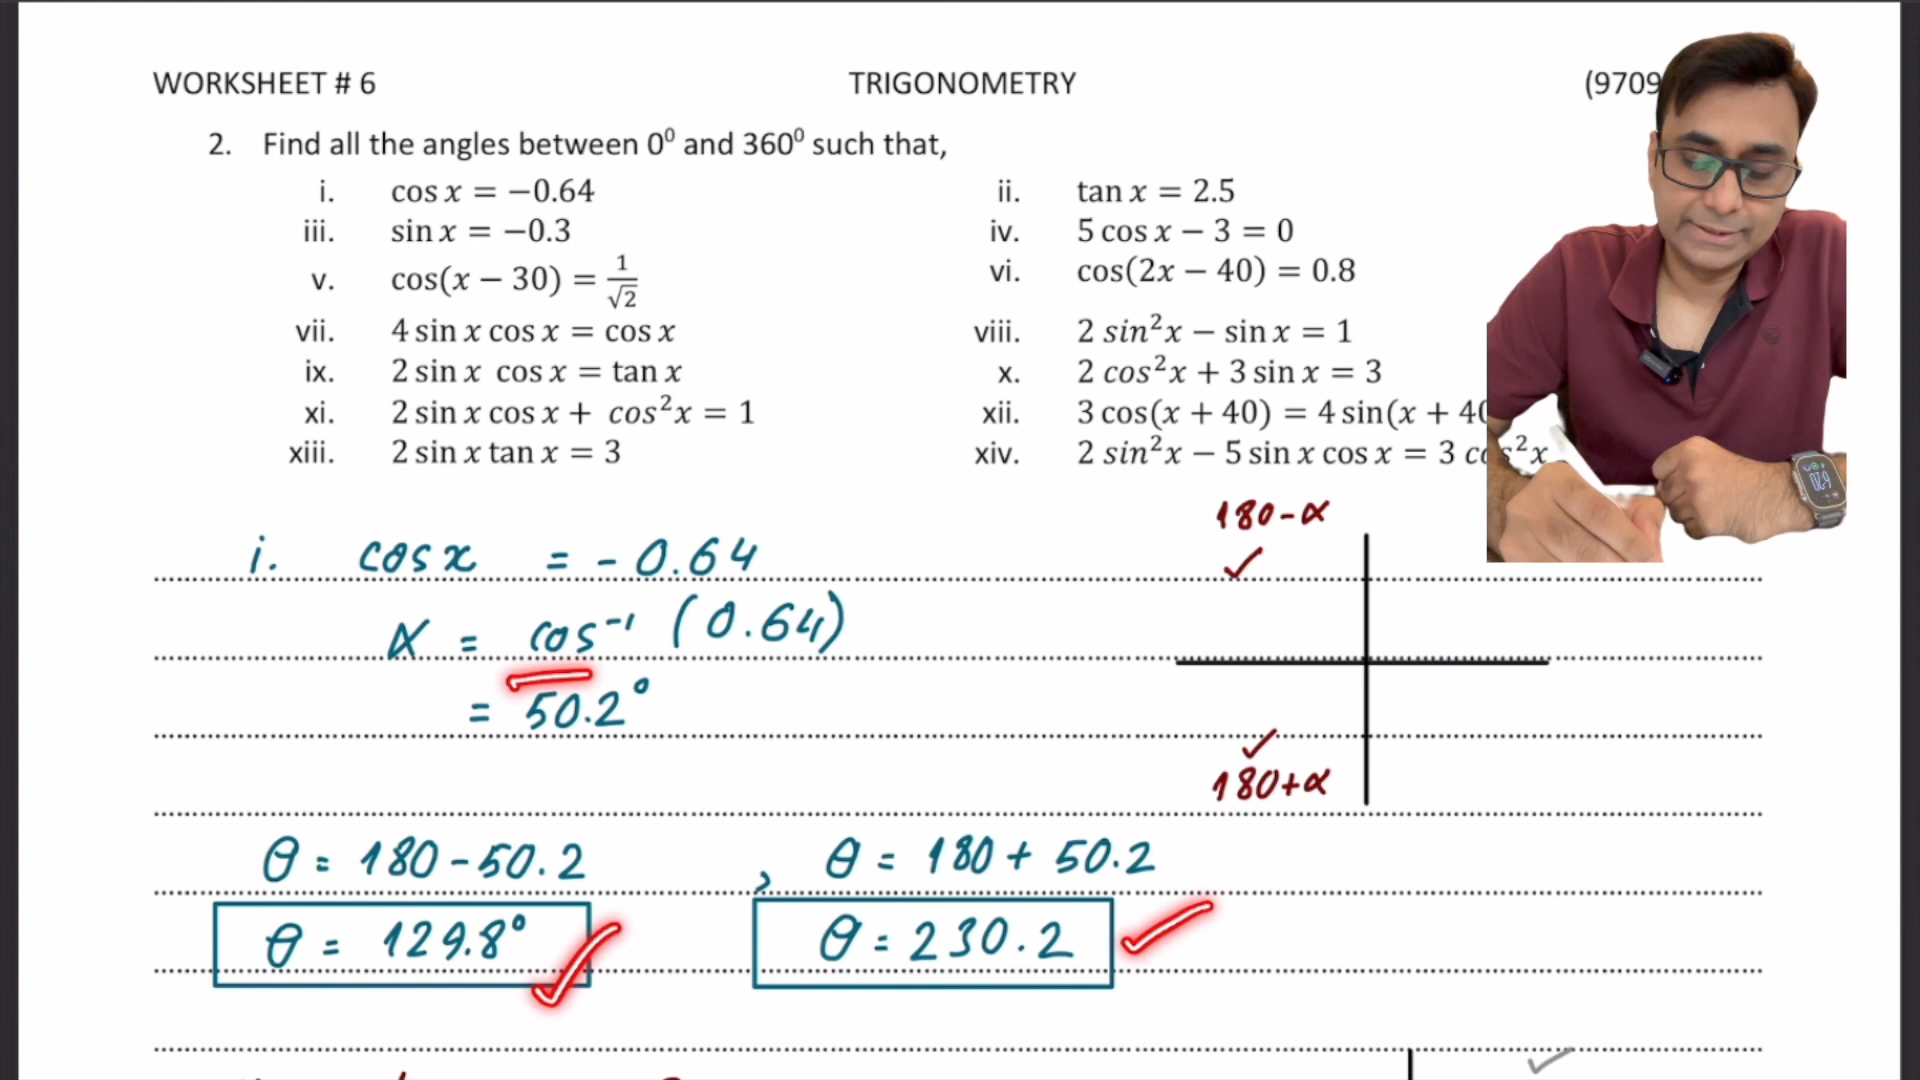 WORKSHEET # 6 TRIGONOMETRY (9709
2. Find all the angles between 0⁰ and 360⁰ such that,
i. cos x = −0.64 ii. tan x = 2.5
iii. sin x = −0.3 iv. 5 cos x − 3 = 0
v. cos(x − 30) = 1/√2 vi. cos(2x − 40) = 0.8
vii. 4 sin x cos x = cos x viii. 2 sin²x − sin x = 1
ix. 2 sin x cos x = tan x x. 2 cos²x + 3 sin x = 3
xi. 2 sin x cos x + cos²x = 1 xii. 3 cos(x + 40) = 4 sin(x + 40
xiii. 2 sin x tan x = 3 xiv. 2 sin²x − 5 sin x cos x = 3 cos²x
180-α
✓
i. cos x = - 0.64
α = cos⁻¹ (0.64)
= 50.2°
✓
180+α
θ = 180 - 50.2 , θ = 180 + 50.2
θ = 129.8° ✓ θ = 230.2 ✓
✓